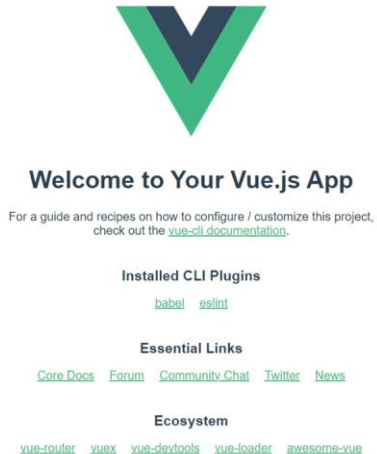 Welcome to Your Vue.js App
For a guide and recipes on how to configure / customize this project,
check out the vue-cli documentation.
Installed CLI Plugins
babel eslint
Essential Links
Core Docs Forum Community Chat Twitter News
Ecosystem
vue-router vuex vue-devtools vue-loader awesome-vue